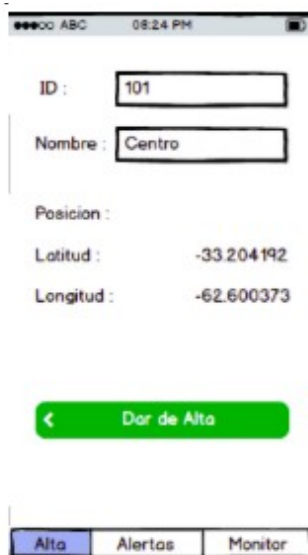 ABC 08:24 PM
ID : 101
Nombre : Centro
Posicion :
Latitud : -33.204192
Longitud : -62.600373
Dar de Alta
Alta Alertas Monitor